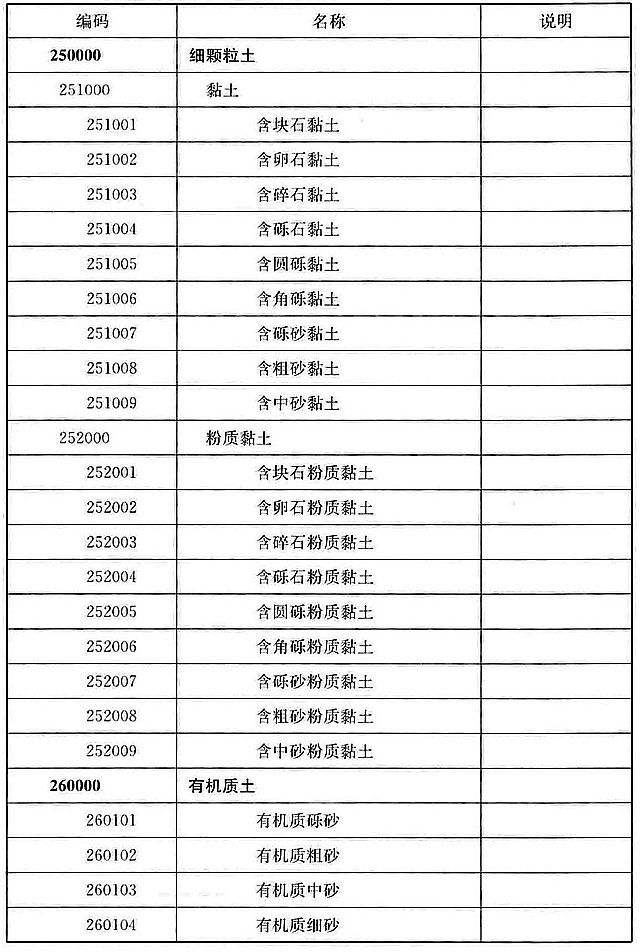 编码 名称 说明
250000 细颗粒土
251000 黏土
251001 含块石黏土
251002 含卵石黏土
251003 含碎石黏土
251004 含砾石黏土
251005 含圆砾黏土
251006 含角砾黏土
251007 含砾砂黏土
251008 含粗砂黏土
251009 含中砂黏土
252000 粉质黏土
252001 含块石粉质黏土
252002 含卵石粉质黏土
252003 含碎石粉质黏土
252004 含砾石粉质黏土
252005 含圆砾粉质黏土
252006 含角砾粉质黏土
252007 含砾砂粉质黏土
252008 含粗砂粉质黏土
252009 含中砂粉质黏土
260000 有机质土
260101 有机质砾砂
260102 有机质粗砂
260103 有机质中砂
260104 有机质细砂